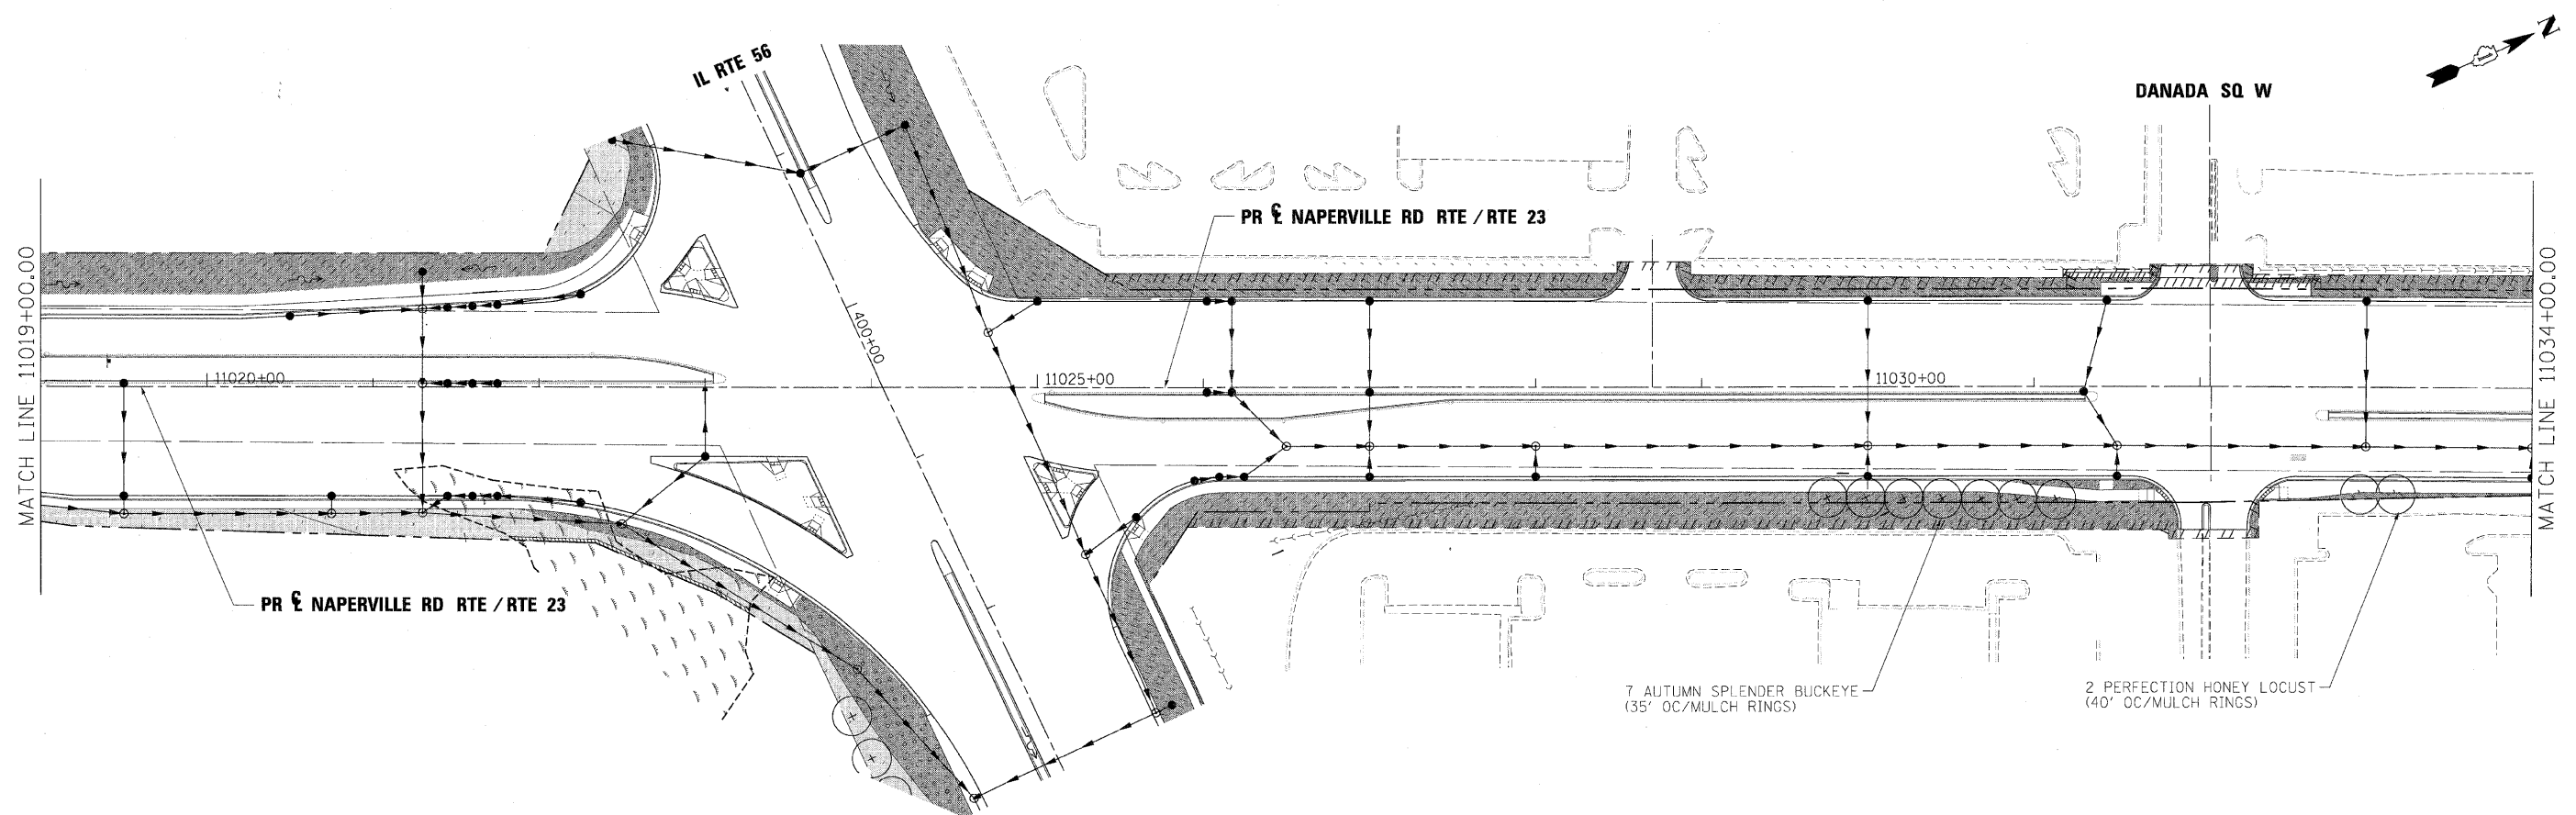 IL RTE 56
N
DANADA SQ W
PR ℄ NAPERVILLE RD RTE / RTE 23
MATCH LINE 11019+00.00
MATCH LINE 11034+00.00
400+00
11020+00
11025+00
11030+00
PR ℄ NAPERVILLE RD RTE / RTE 23
7 AUTUMN SPLENDER BUCKEYE
(35' OC/MULCH RINGS)
2 PERFECTION HONEY LOCUST
(40' OC/MULCH RINGS)